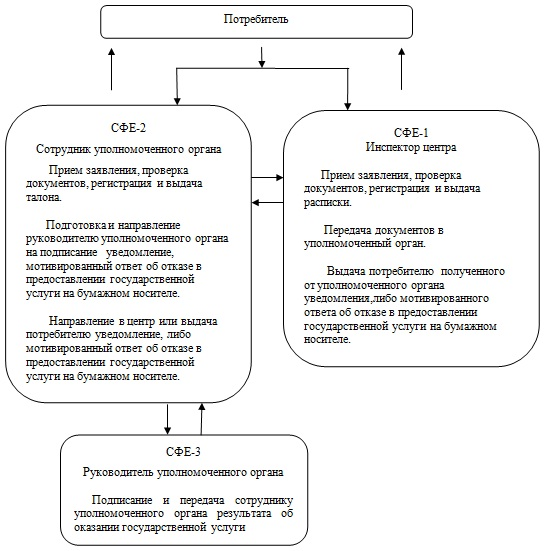 Потребитель
СФЕ-2
Сотрудник уполномоченного органа
Прием заявления, проверка
документов, регистрация и выдача
талона.
Подготовка и направление
руководителю уполномоченного органа
на подписание уведомление,
мотивированный ответ об отказе в
предоставлении государственной
услуги на бумажном носителе.
Направление в центр или выдача
потребителю уведомление, либо
мотивированный ответ об отказе в
предоставлении государственной
услуги на бумажном носителе.
СФЕ-1
Инспектор центра
Прием заявления, проверка
документов, регистрация и выдача
расписки.
Передача документов в
уполномоченный орган.
Выдача потребителю полученного
от уполномоченного органа
уведомления,либо мотивированного
ответа об отказе в предоставлении
государственной услуги на бумажном
носителе.
СФЕ-3
Руководитель уполномоченного органа
Подписание и передача сотруднику
уполномоченного органа результата об
оказании государственной услуги